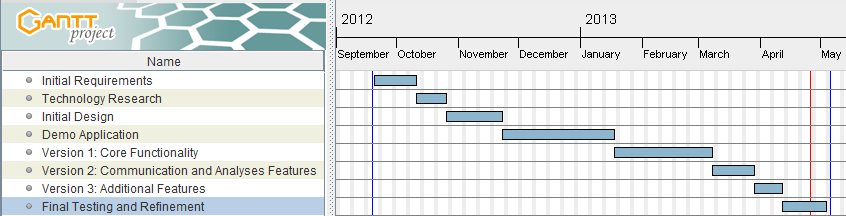 GANTT
project
2012 2013
September October November December January February March April May
Name
Initial Requirements
Technology Research
Initial Design
Demo Application
Version 1: Core Functionality
Version 2: Communication and Analyses Features
Version 3: Additional Features
Final Testing and Refinement